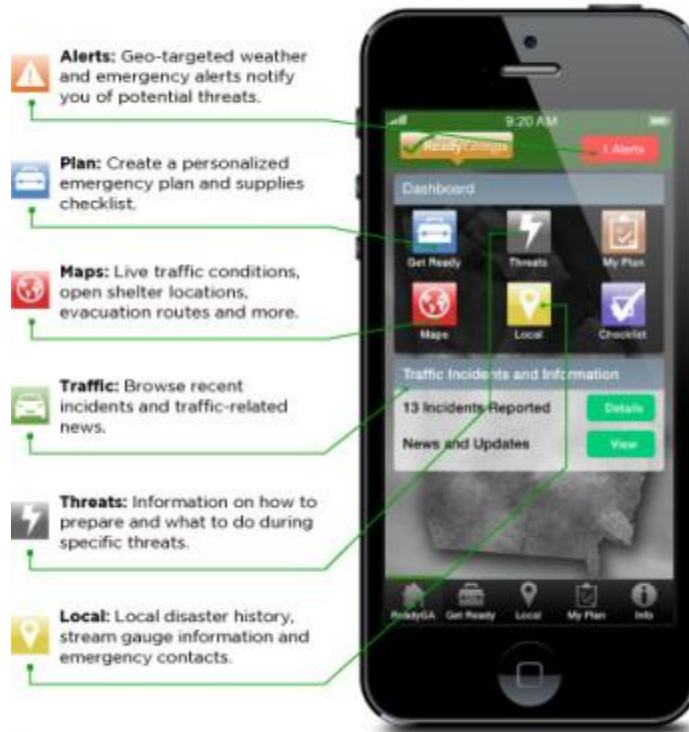 Alerts: Geo-targeted weather
and emergency alerts notify
you of potential threats.
Plan: Create a personalized
emergency plan and supplies
checklist.
Maps: Live traffic conditions,
open shelter locations,
evacuation routes and more.
Traffic: Browse recent
incidents and traffic-related
news.
Threats: Information on how to
prepare and what to do during
specific threats.
Local: Local disaster history,
stream gauge information and
emergency contacts.
9:20 AM
ReadyGeorgia
1 Alerts
Dashboard
Get Ready Threats My Plan
Maps Local Checklist
Traffic Incidents and Information
13 Incidents Reported Details
News and Updates View
ReadyGA Get Ready Local My Plan Info